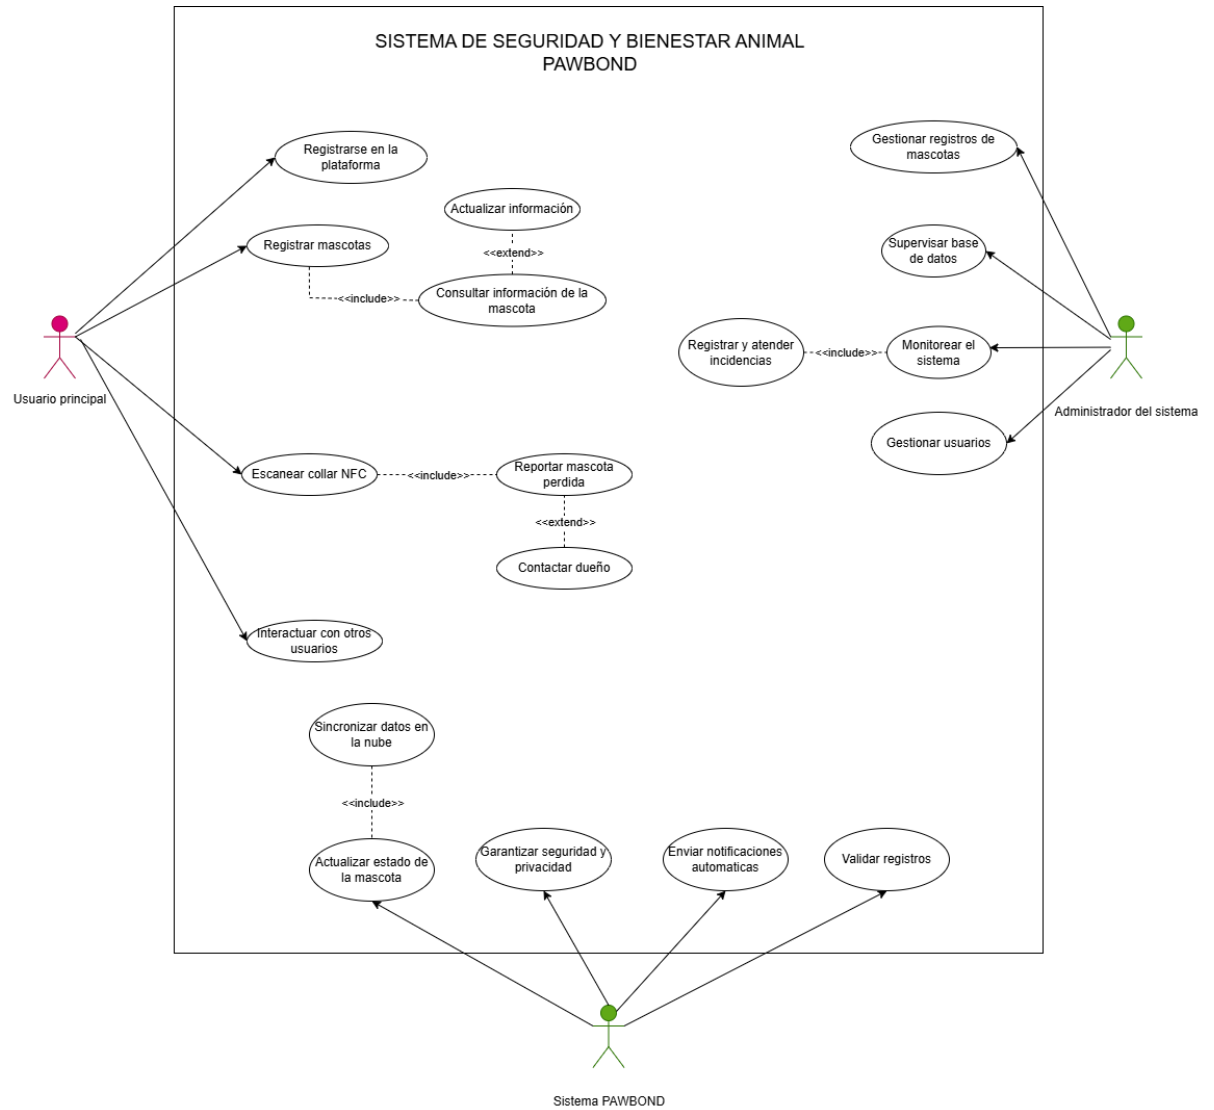 SISTEMA DE SEGURIDAD Y BIENESTAR ANIMAL
PAWBOND
Registrarse en la
plataforma
Registrar mascotas
Actualizar información
<<extend>>
<<include>>
Consultar información de la
mascota
Usuario principal
Escanear collar NFC
<<include>>
Reportar mascota
perdida
<<extend>>
Contactar dueño
Interactuar con otros
usuarios
Gestionar registros de
mascotas
Supervisar base
de datos
Registrar y atender
incidencias
<<include>>
Monitorear el
sistema
Gestionar usuarios
Administrador del sistema
Sincronizar datos en
la nube
<<include>>
Actualizar estado de
la mascota
Garantizar seguridad y
privacidad
Enviar notificaciones
automaticas
Validar registros
Sistema PAWBOND